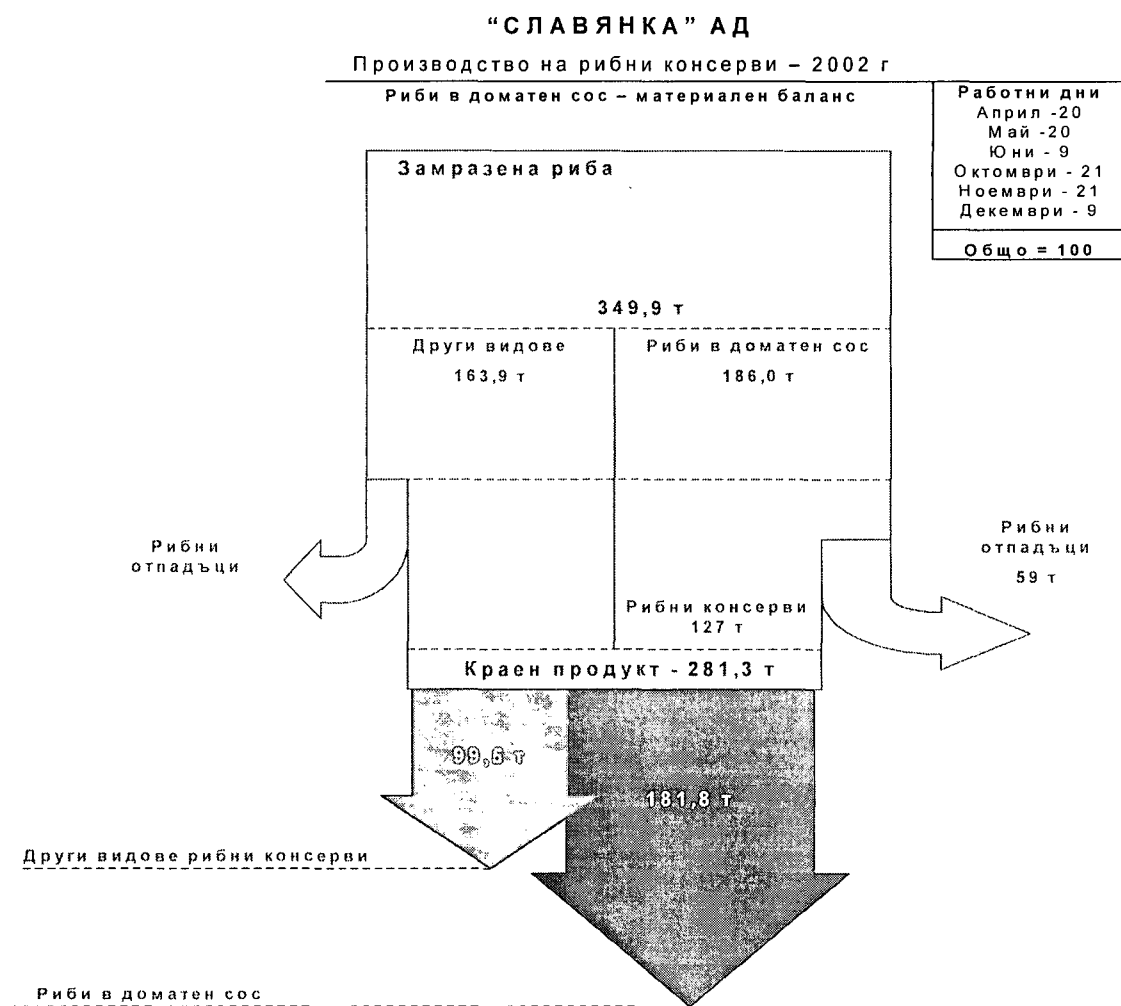 “СЛАВЯНКА” АД
Производство на рибни консерви – 2002 г
Риби в доматен сос – материален баланс
Работни дни
Април -20
Май -20
Юни - 9
Октомври - 21
Ноември - 21
Декември - 9
Общо = 100
Замразена риба
349,9 т
Други видове
163,9 т
Риби в доматен сос
186,0 т
Рибни
отпадъци
Рибни
отпадъци
59 т
Рибни консерви
127 т
Краен продукт - 281,3 т
99,5 т
181,8 т
Други видове рибни консерви
Риби в доматен сос